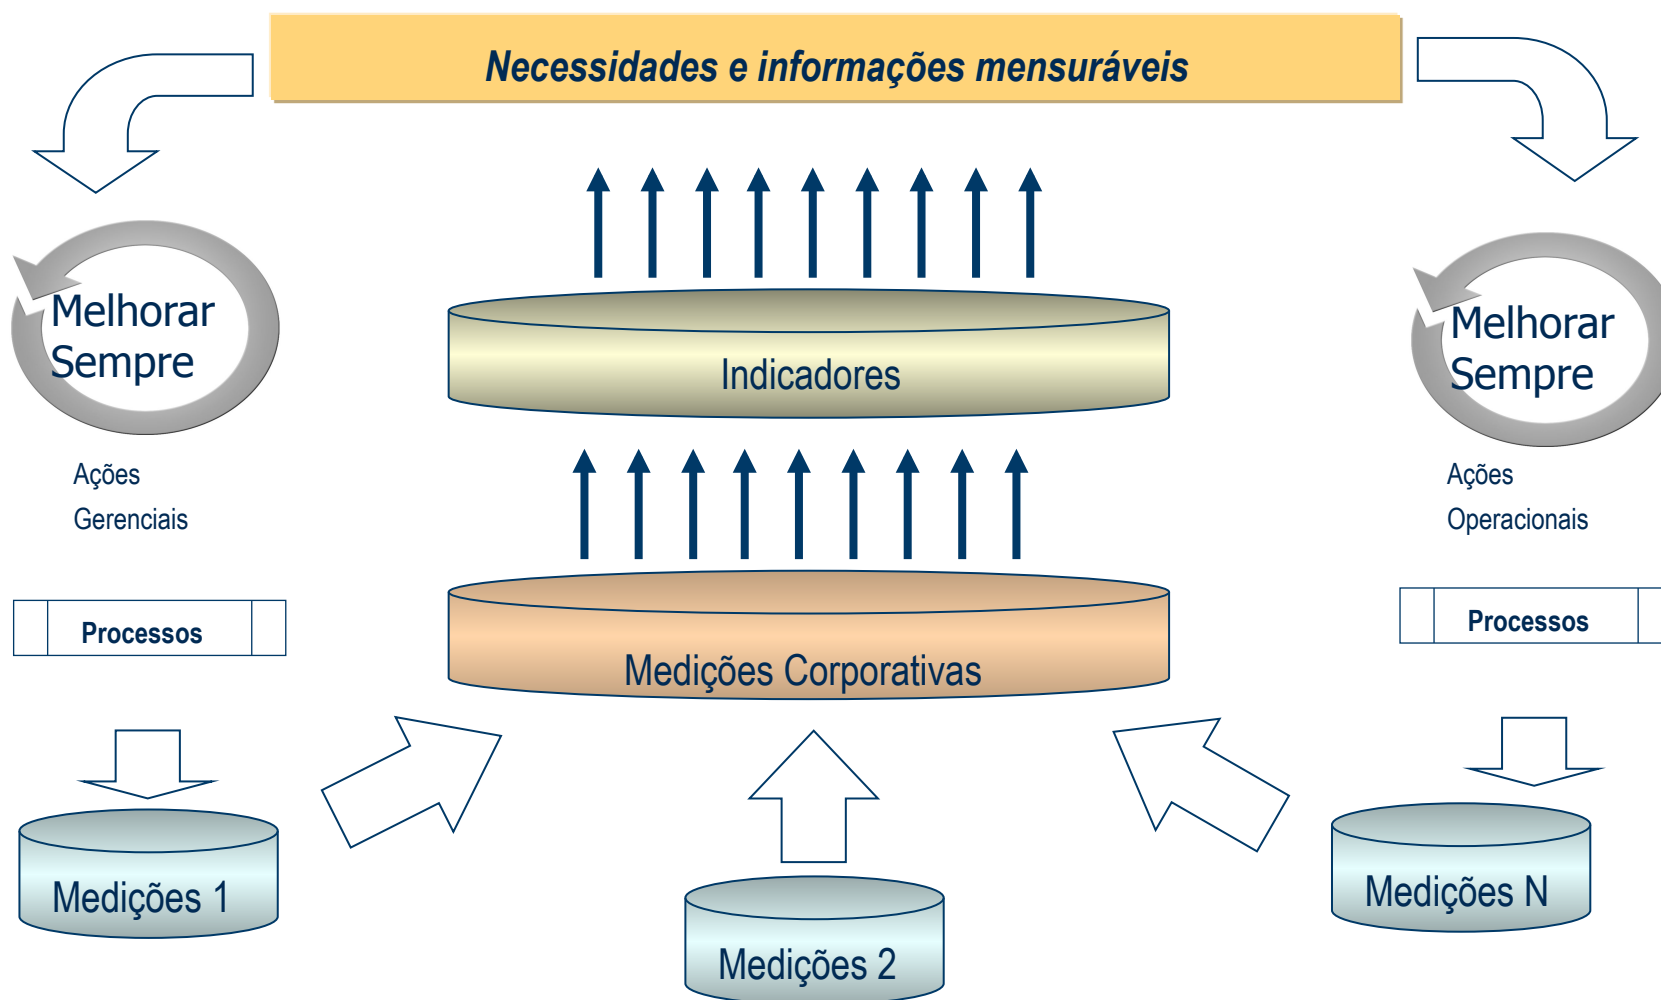 Necessidades e informações mensuráveis
Melhorar
Sempre
Melhorar
Sempre
Indicadores
Ações
Gerenciais
Ações
Operacionais
Processos
Processos
Medições Corporativas
Medições 1
Medições 2
Medições N